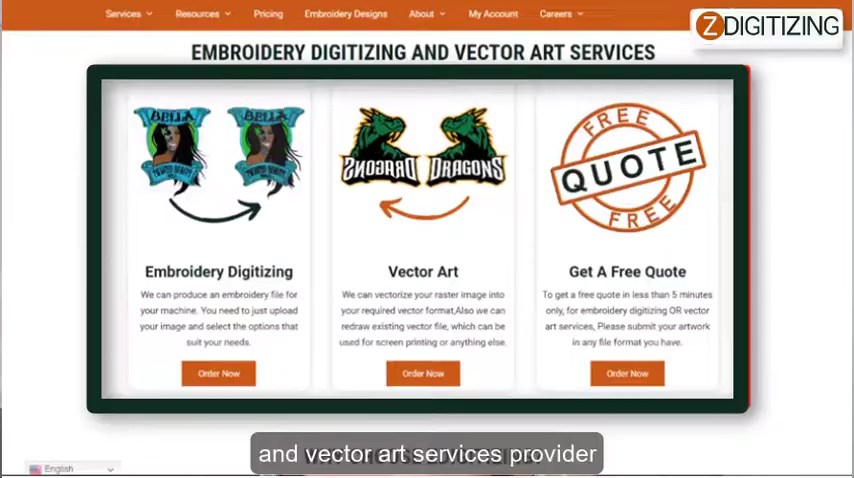 Services
Resources
Pricing
Embroidery Designs
About
My Account
Careers
ZDIGITIZING
EMBROIDERY DIGITIZING AND VECTOR ART SERVICES
BELLA
BELLA
DRAGONS
DRAGONS
FREE
QUOTE
FREE
Embroidery Digitizing
We can produce an embroidery file for
your machine. You need to just upload
your image and select the options that
suit your needs.
Order Now
Vector Art
We can vectorize your raster image into
your required vector format,Also we can
redraw existing vector file, which can be
used for screen printing or anything else.
Order Now
Get A Free Quote
To get a free quote in less than 5 minutes
only, for embroidery digitizing OR vector
art services, Please submit your artwork
in any file format you have.
Order Now
and vector art services provider
English